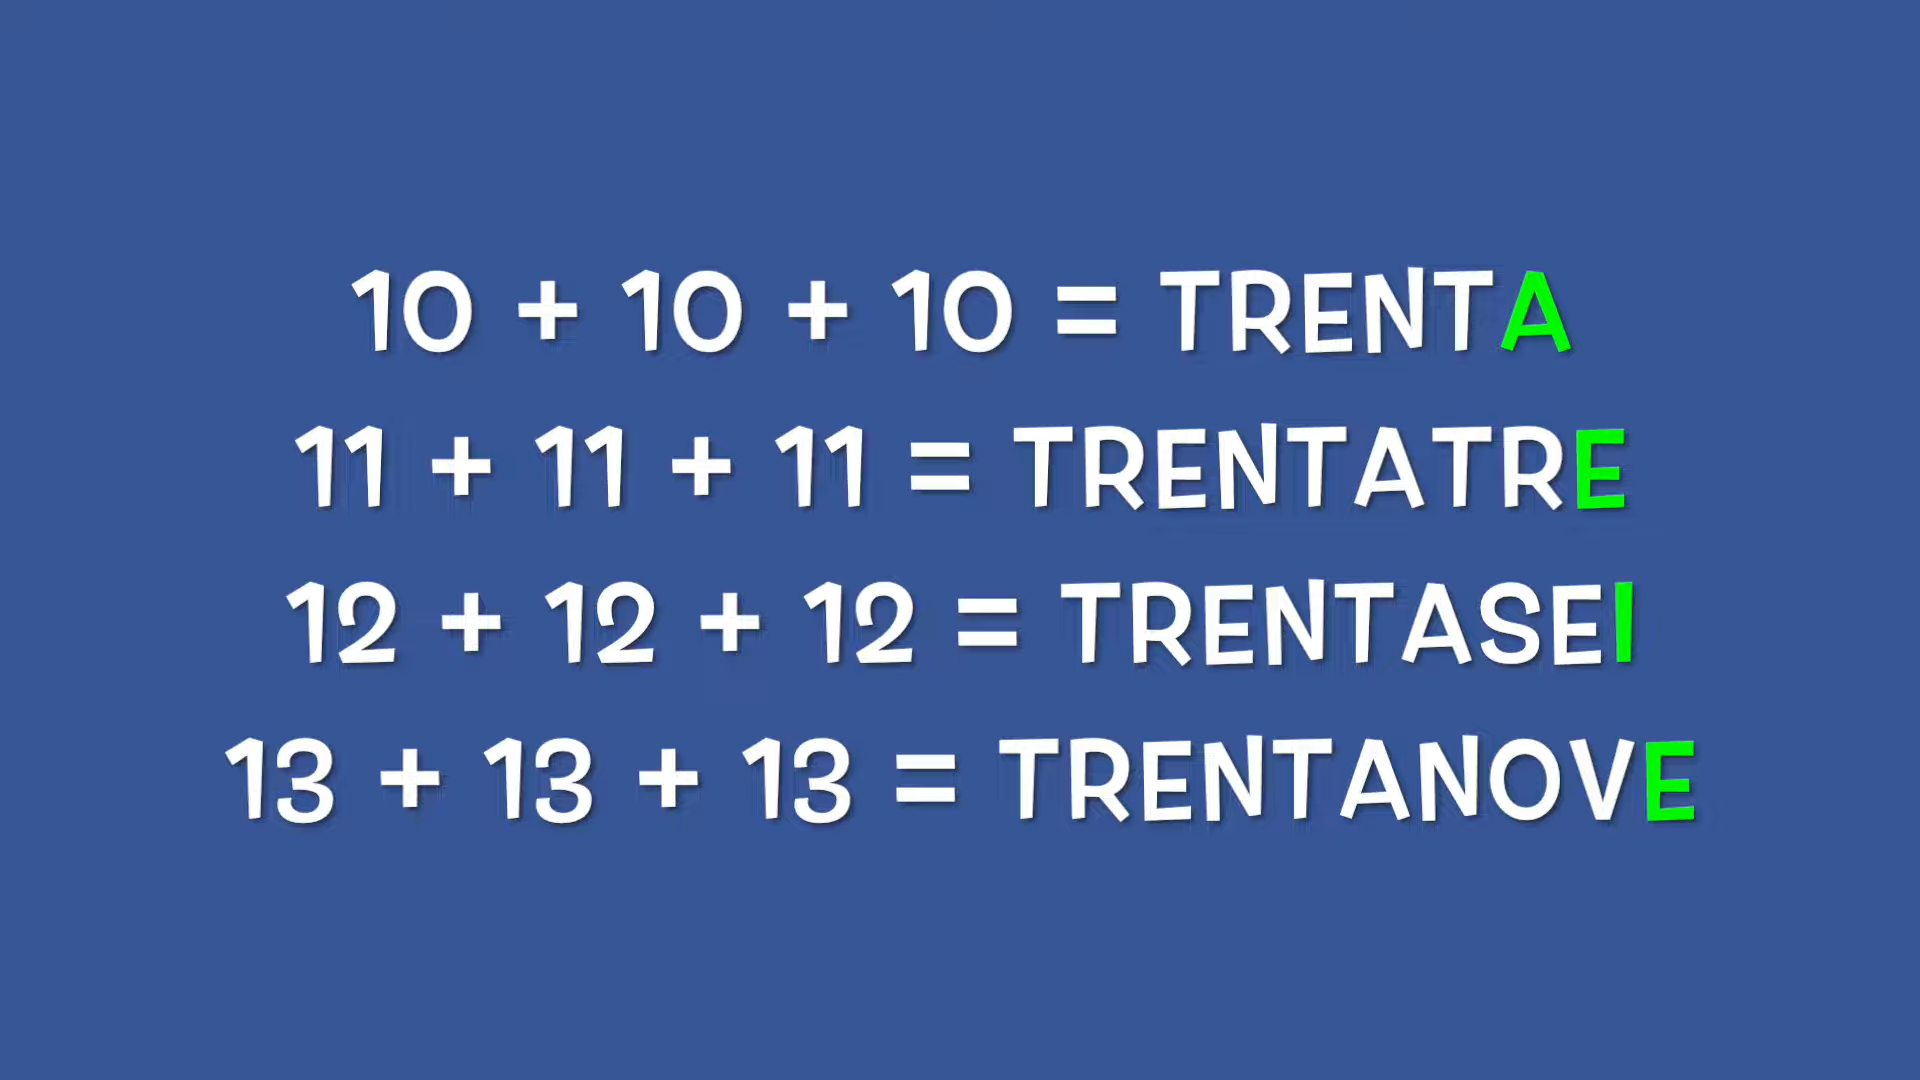 10 + 10 + 10 = TRENTA
11 + 11 + 11 = TRENTATRE
12 + 12 + 12 = TRENTASEI
13 + 13 + 13 = TRENTANOVE